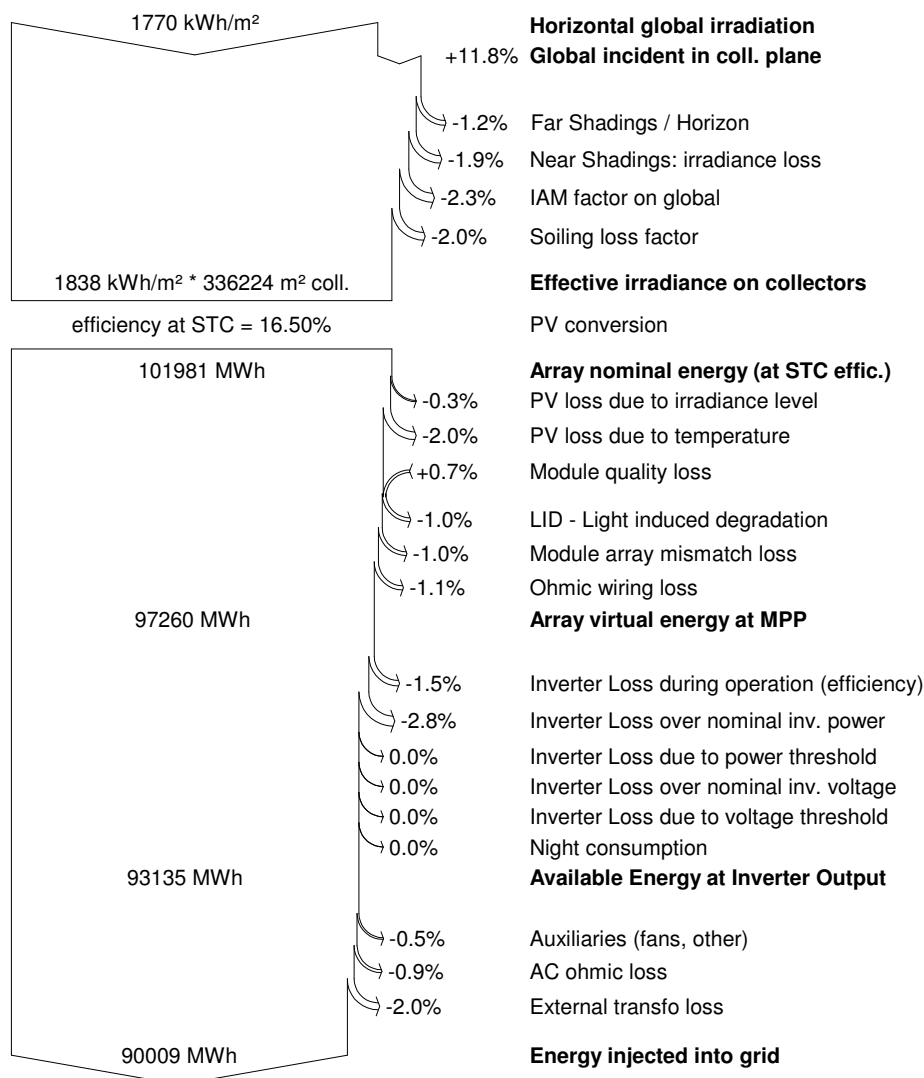 1770 kWh/m² Horizontal global irradiation
+11.8% Global incident in coll. plane
-1.2% Far Shadings / Horizon
-1.9% Near Shadings: irradiance loss
-2.3% IAM factor on global
-2.0% Soiling loss factor
1838 kWh/m² * 336224 m² coll. Effective irradiance on collectors
efficiency at STC = 16.50% PV conversion
101981 MWh Array nominal energy (at STC effic.)
-0.3% PV loss due to irradiance level
-2.0% PV loss due to temperature
+0.7% Module quality loss
-1.0% LID - Light induced degradation
-1.0% Module array mismatch loss
-1.1% Ohmic wiring loss
97260 MWh Array virtual energy at MPP
-1.5% Inverter Loss during operation (efficiency)
-2.8% Inverter Loss over nominal inv. power
0.0% Inverter Loss due to power threshold
0.0% Inverter Loss over nominal inv. voltage
0.0% Inverter Loss due to voltage threshold
0.0% Night consumption
93135 MWh Available Energy at Inverter Output
-0.5% Auxiliaries (fans, other)
-0.9% AC ohmic loss
-2.0% External transfo loss
90009 MWh Energy injected into grid